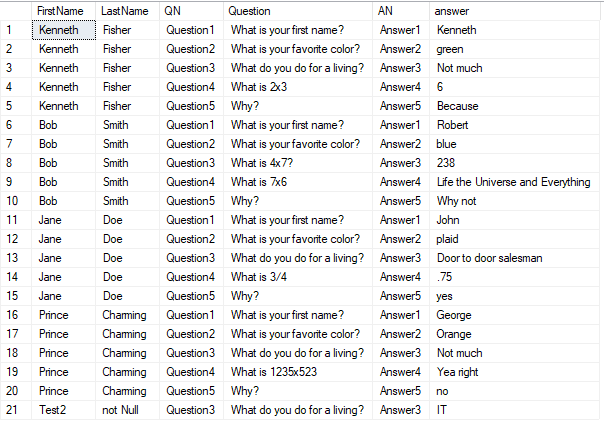 FirstName LastName QN Question AN answer
1 Kenneth Fisher Question1 What is your first name? Answer1 Kenneth
2 Kenneth Fisher Question2 What is your favorite color? Answer2 green
3 Kenneth Fisher Question3 What do you do for a living? Answer3 Not much
4 Kenneth Fisher Question4 What is 2x3 Answer4 6
5 Kenneth Fisher Question5 Why? Answer5 Because
6 Bob Smith Question1 What is your first name? Answer1 Robert
7 Bob Smith Question2 What is your favorite color? Answer2 blue
8 Bob Smith Question3 What is 4x7? Answer3 238
9 Bob Smith Question4 What is 7x6 Answer4 Life the Universe and Everything
10 Bob Smith Question5 Why? Answer5 Why not
11 Jane Doe Question1 What is your first name? Answer1 John
12 Jane Doe Question2 What is your favorite color? Answer2 plaid
13 Jane Doe Question3 What do you do for a living? Answer3 Door to door salesman
14 Jane Doe Question4 What is 3/4 Answer4 .75
15 Jane Doe Question5 Why? Answer5 yes
16 Prince Charming Question1 What is your first name? Answer1 George
17 Prince Charming Question2 What is your favorite color? Answer2 Orange
18 Prince Charming Question3 What do you do for a living? Answer3 Not much
19 Prince Charming Question4 What is 1235x523 Answer4 Yea right
20 Prince Charming Question5 Why? Answer5 no
21 Test2 not Null Question3 What do you do for a living? Answer3 IT